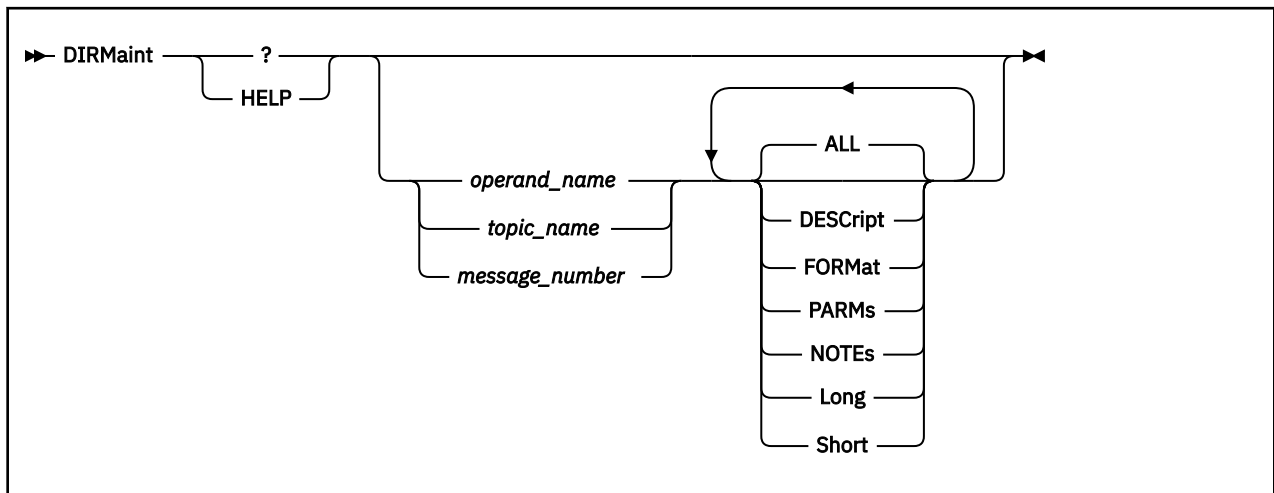 DIRMaint
?
HELP
operand_name
topic_name
message_number
ALL
DESCript
FORMat
PARMs
NOTEs
Long
Short